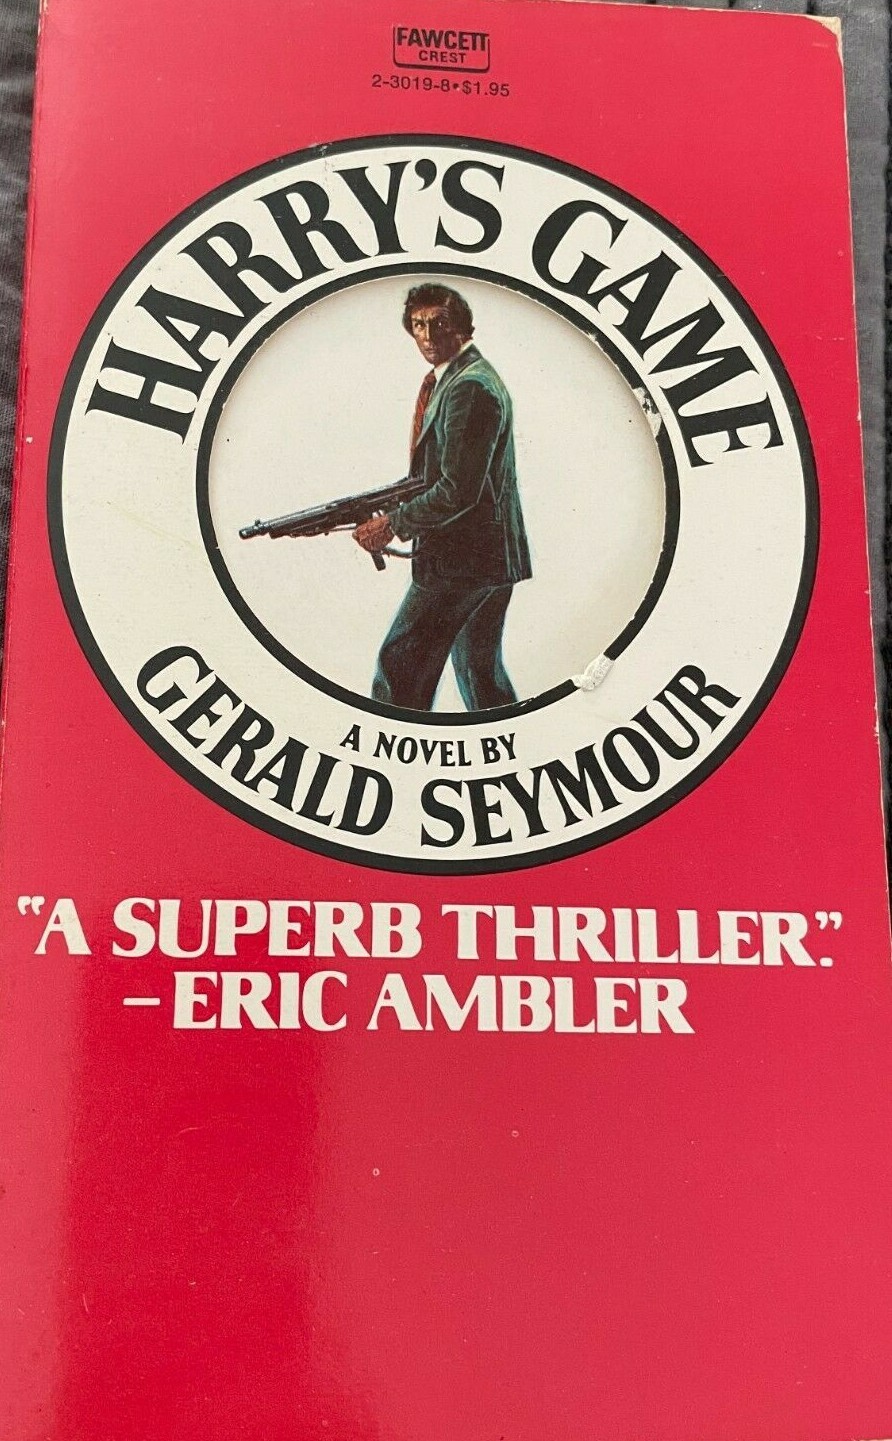 FAWCETT
CREST
2-3019-8•$1.95
HARRY'S GAME
A NOVEL BY
GERALD SEYMOUR
"A SUPERB THRILLER."
–ERIC AMBLER